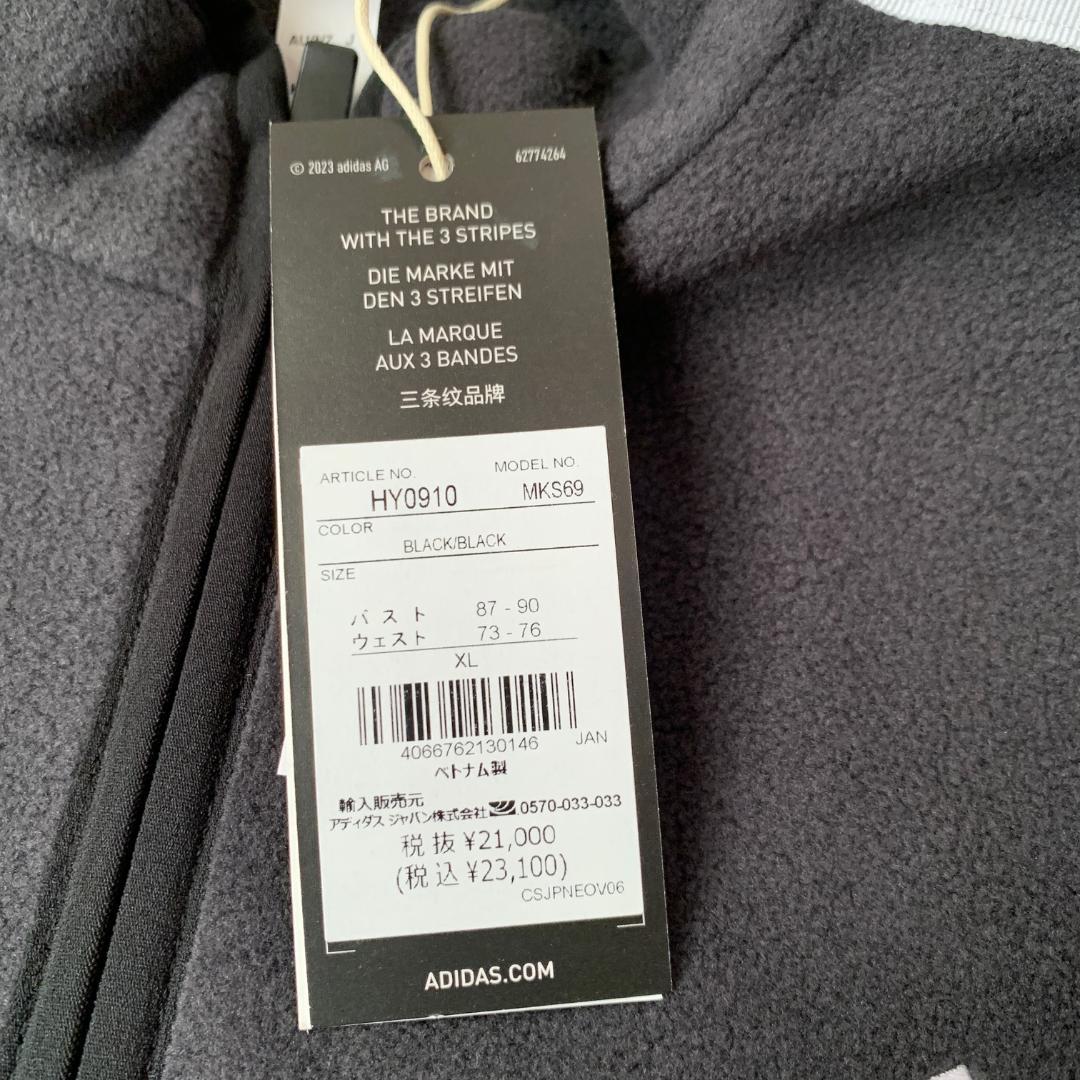 © 2023 adidas AG 62774264
THE BRAND
WITH THE 3 STRIPES
DIE MARKE MIT
DEN 3 STREIFEN
LA MARQUE
AUX 3 BANDES
三条纹品牌
ARTICLE NO. MODEL NO.
HY0910 MKS69
COLOR
BLACK/BLACK
SIZE
バスト 87 - 90
ウェスト 73 - 76
XL
4066762130146 JAN
ベトナム製
輸入販売元
アディダス ジャパン株式会社 0570-033-033
税抜 ¥21,000
(税込 ¥23,100)
CSJPNEOV06
ADIDAS.COM